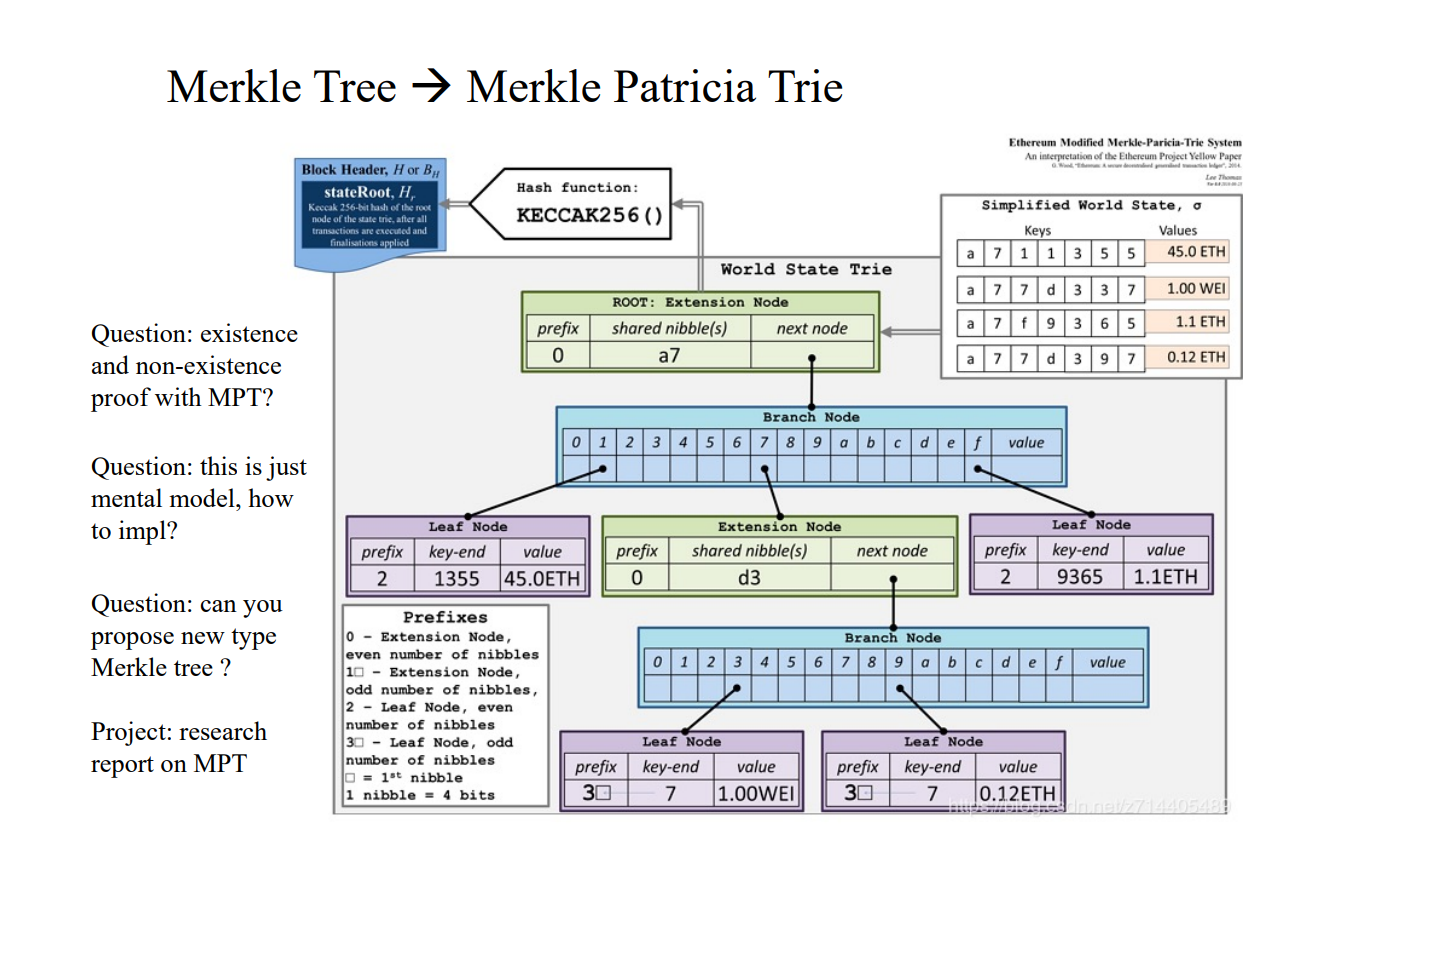 Merkle Tree → Merkle Patricia Trie
Ethereum Modified Merkle-Paricia-Trie System
An interpretation of the Ethereum Project Yellow Paper
G. Wood, "Ethereum: A secure decentralised generalised transaction ledger", 2014.
Lee Thomas
Block Header, H or B_H
stateRoot, H_r
Keccak 256-bit hash of the root
node of the state trie, after all
transactions are executed and
finalisations applied
Hash function:
KECCAK256()
Simplified World State, σ
Keys Values
a 7 1 1 3 5 5 45.0 ETH
a 7 7 d 3 3 7 1.00 WEI
a 7 f 9 3 6 5 1.1 ETH
a 7 7 d 3 9 7 0.12 ETH
World State Trie
ROOT: Extension Node
prefix shared nibble(s) next node
0 a7
Branch Node
0 1 2 3 4 5 6 7 8 9 a b c d e f value
Leaf Node
prefix key-end value
2 1355 45.0ETH
Extension Node
prefix shared nibble(s) next node
0 d3
Leaf Node
prefix key-end value
2 9365 1.1ETH
Branch Node
0 1 2 3 4 5 6 7 8 9 a b c d e f value
Leaf Node
prefix key-end value
3□ 7 1.00WEI
Leaf Node
prefix key-end value
3□ 7 0.12ETH
Prefixes
0 – Extension Node,
even number of nibbles
1□ – Extension Node,
odd number of nibbles,
2 – Leaf Node, even
number of nibbles
3□ – Leaf Node, odd
number of nibbles
□ = 1st nibble
1 nibble = 4 bits
Question: existence
and non-existence
proof with MPT?
Question: this is just
mental model, how
to impl?
Question: can you
propose new type
Merkle tree ?
Project: research
report on MPT
https://blog.csdn.net/z714405489